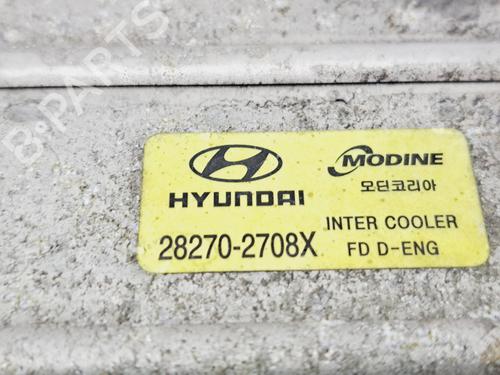 B-PARTS
HYUNDAI
28270-2708X
MODINE
모딘코리아
INTER COOLER
FD D-ENG